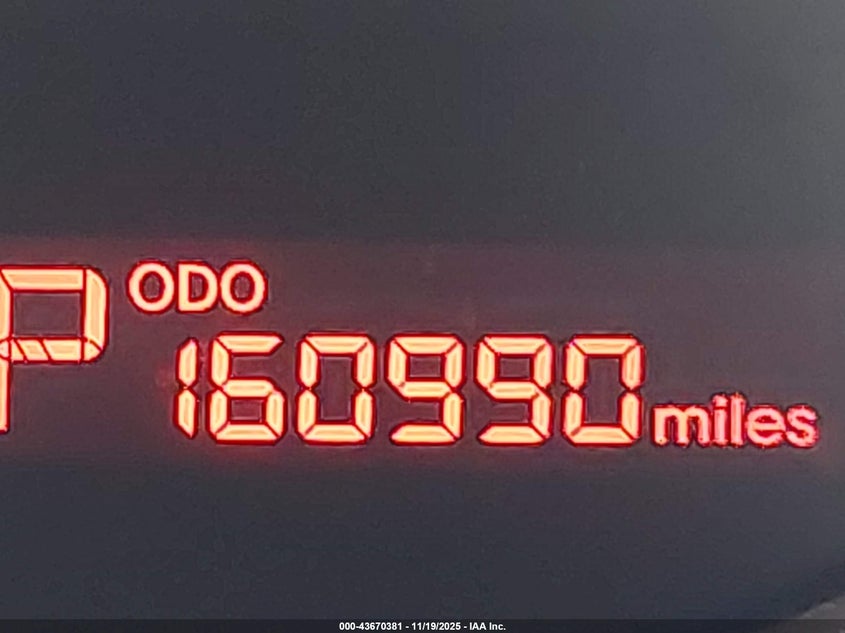 P ODO
160990 miles
000-43670381 - 11/19/2025 - IAA Inc.